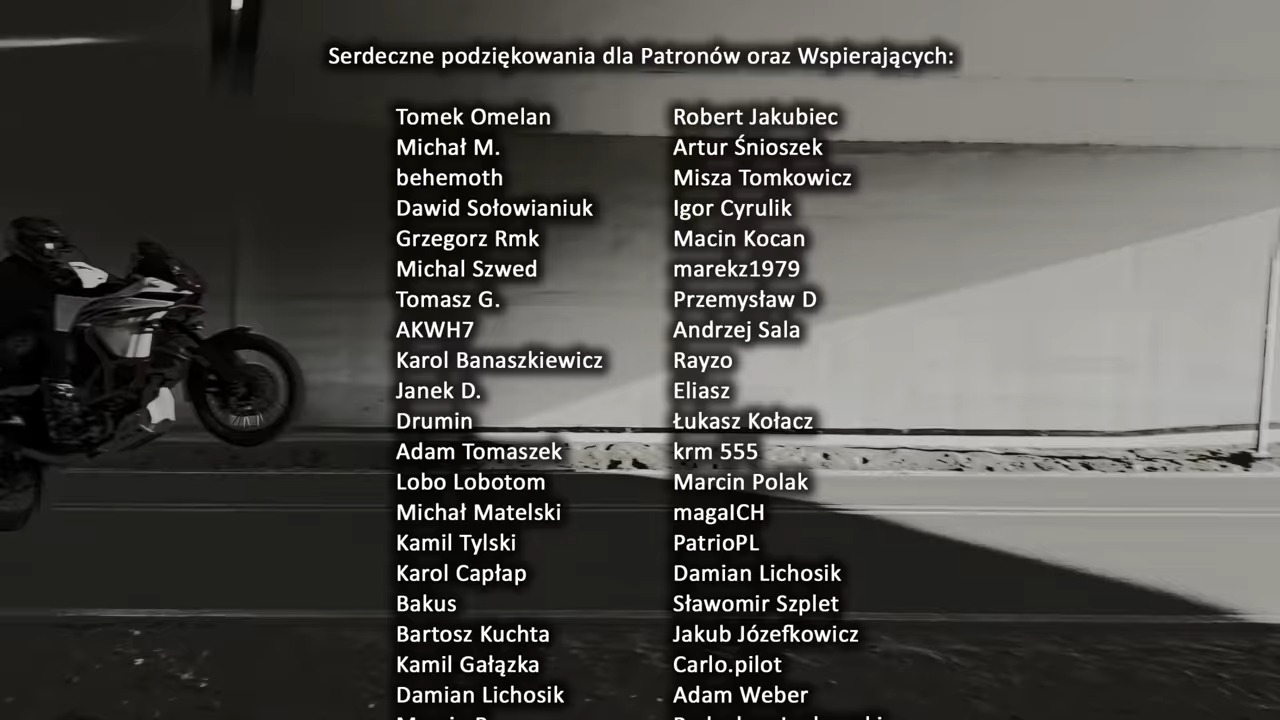 Serdeczne podziękowania dla Patronów oraz Wspierających:
Tomek Omelan
Michał M.
behemoth
Dawid Sołowianiuk
Grzegorz Rmk
Michal Szwed
Tomasz G.
AKWH7
Karol Banaszkiewicz
Janek D.
Drumin
Adam Tomaszek
Lobo Lobotom
Michał Matelski
Kamil Tylski
Karol Capłap
Bakus
Bartosz Kuchta
Kamil Gałązka
Damian Lichosik
Robert Jakubiec
Artur Śnioszek
Misza Tomkowicz
Igor Cyrulik
Macin Kocan
marekz1979
Przemysław D
Andrzej Sala
Rayzo
Eliasz
Łukasz Kołacz
krm 555
Marcin Polak
magaICH
PatrioPL
Damian Lichosik
Sławomir Szplet
Jakub Józefkowicz
Carlo.pilot
Adam Weber